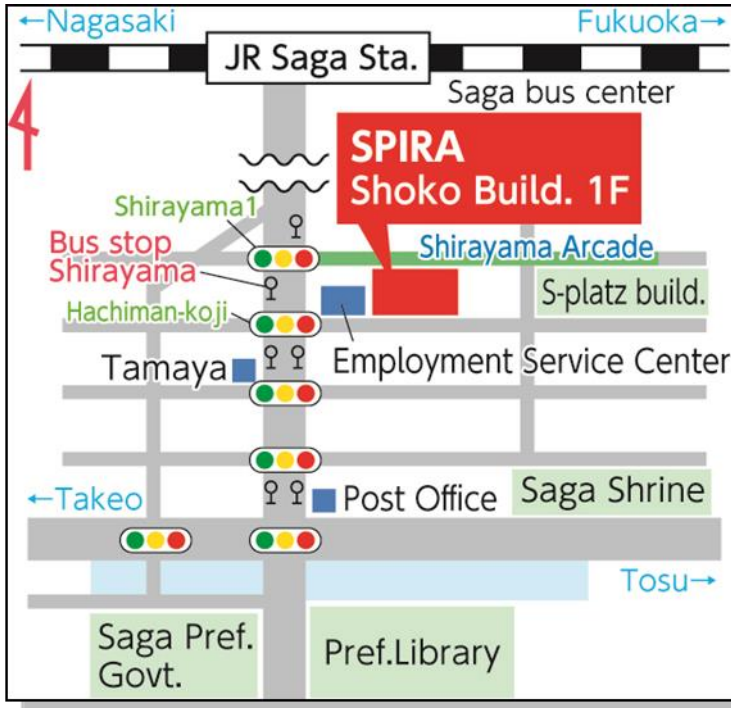 ←Nagasaki
Fukuoka→
JR Saga Sta.
Saga bus center
SPIRA
Shoko Build. 1F
Shirayama1
Bus stop
Shirayama
Shirayama Arcade
S-platz build.
Hachiman-koji
Tamaya
Employment Service Center
←Takeo
Post Office
Saga Shrine
Tosu→
Saga Pref.
Govt.
Pref.Library